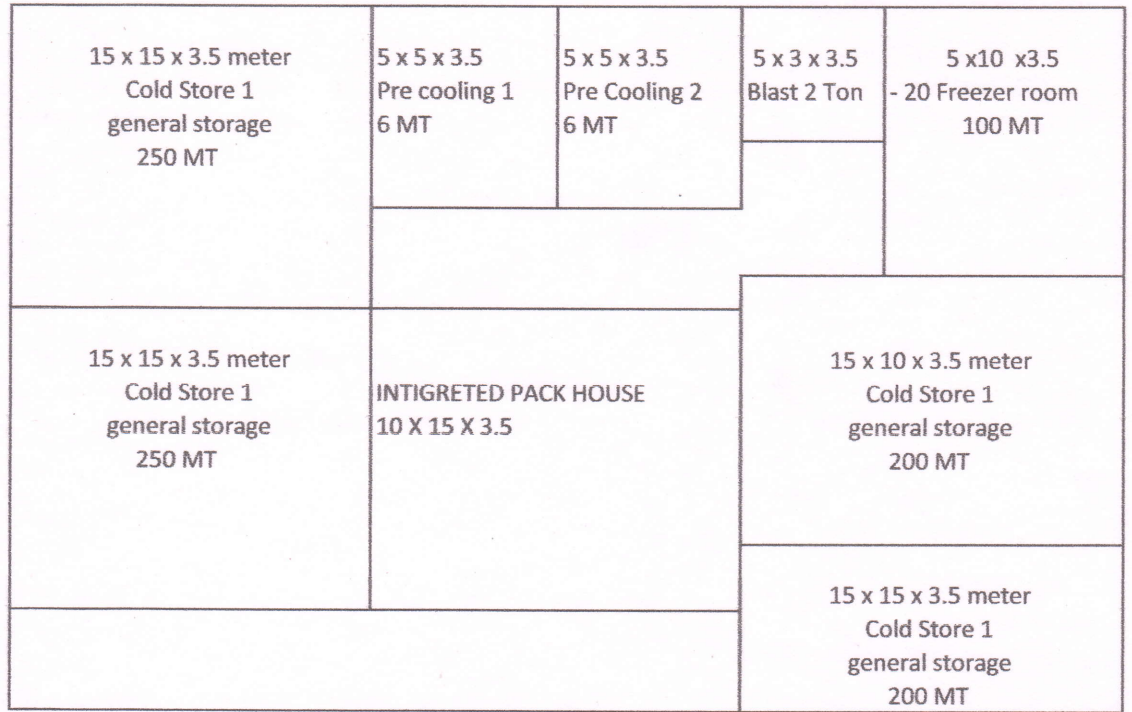 15 x 15 x 3.5 meter
Cold Store 1
general storage
250 MT
5 x 5 x 3.5
Pre cooling 1
6 MT
5 x 5 x 3.5
Pre Cooling 2
6 MT
5 x 3 x 3.5
Blast 2 Ton
5 x10 x3.5
- 20 Freezer room
100 MT
15 x 15 x 3.5 meter
Cold Store 1
general storage
250 MT
INTIGRETED PACK HOUSE
10 X 15 X 3.5
15 x 10 x 3.5 meter
Cold Store 1
general storage
200 MT
15 x 15 x 3.5 meter
Cold Store 1
general storage
200 MT